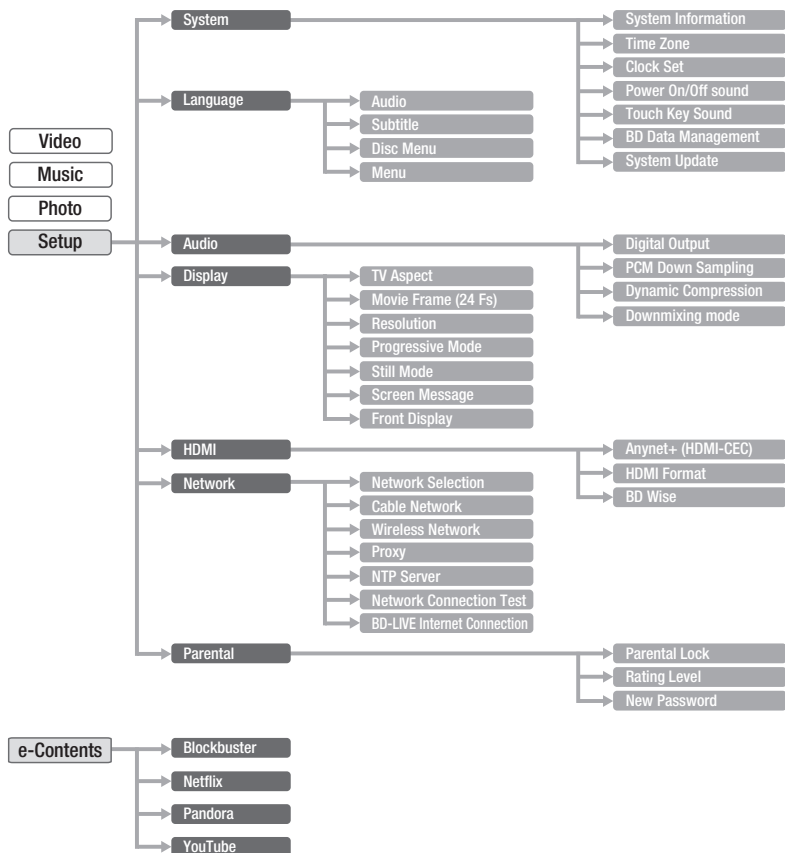 Video
Music
Photo
Setup
System
System Information
Time Zone
Clock Set
Power On/Off sound
Touch Key Sound
BD Data Management
System Update
Language
Audio
Subtitle
Disc Menu
Menu
Audio
Digital Output
PCM Down Sampling
Dynamic Compression
Downmixing mode
Display
TV Aspect
Movie Frame (24 Fs)
Resolution
Progressive Mode
Still Mode
Screen Message
Front Display
HDMI
Anynet+ (HDMI-CEC)
HDMI Format
BD Wise
Network
Network Selection
Cable Network
Wireless Network
Proxy
NTP Server
Network Connection Test
BD-LIVE Internet Connection
Parental
Parental Lock
Rating Level
New Password
e-Contents
Blockbuster
Netflix
Pandora
YouTube